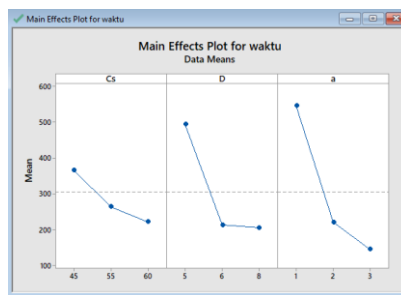 Main Effects Plot for waktu
Main Effects Plot for waktu
Data Means
Cs D a
600
500
400
300
200
100
Mean
45 55 60 5 6 8 1 2 3